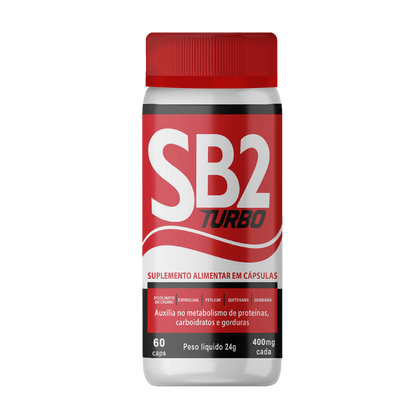 SB2
TURBO
SUPLEMENTO ALIMENTAR EM CÁPSULAS
PICOLINATO DE CROMO | ESPIRULINA | PSYLLIUM | QUITOSANA | GUARANÁ
Auxilia no metabolismo de proteínas,
carboidratos e gorduras
60 caps
Peso líquido 24g
400mg cada